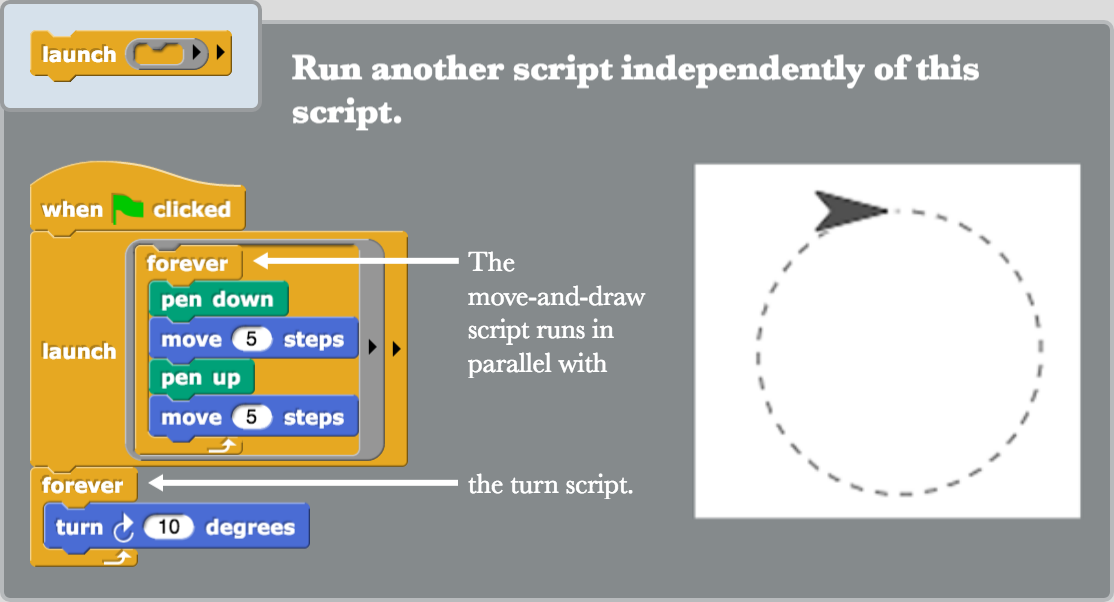 launch
Run another script independently of this
script.
when clicked
launch
forever
pen down
move 5 steps
pen up
move 5 steps
The
move-and-draw
script runs in
parallel with
forever
the turn script.
turn 10 degrees